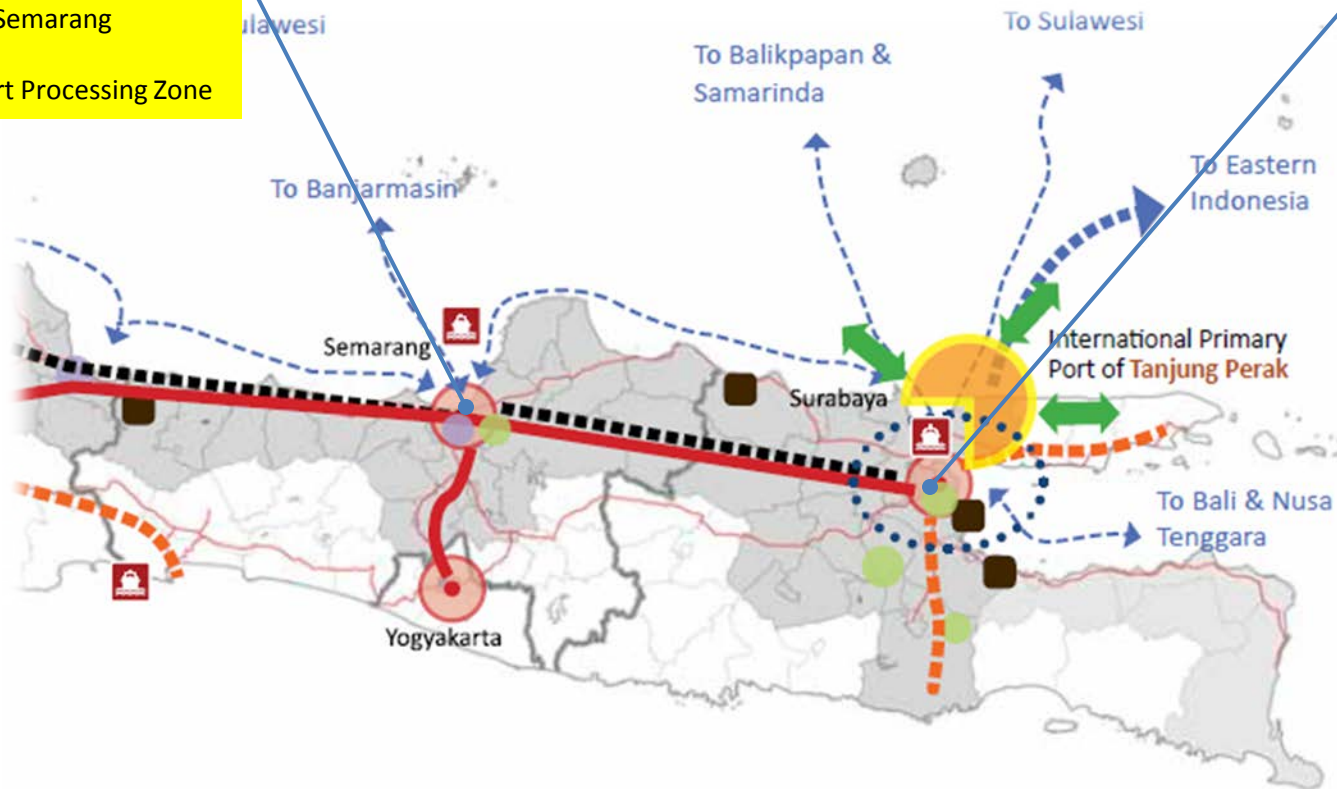 Semarang
rt Processing Zone
ulawesi
To Sulawesi
To Balikpapan &
Samarinda
To Eastern
Indonesia
To Banjarmasin
Semarang
International Primary
Port of Tanjung Perak
Surabaya
To Bali & Nusa
Tenggara
Yogyakarta